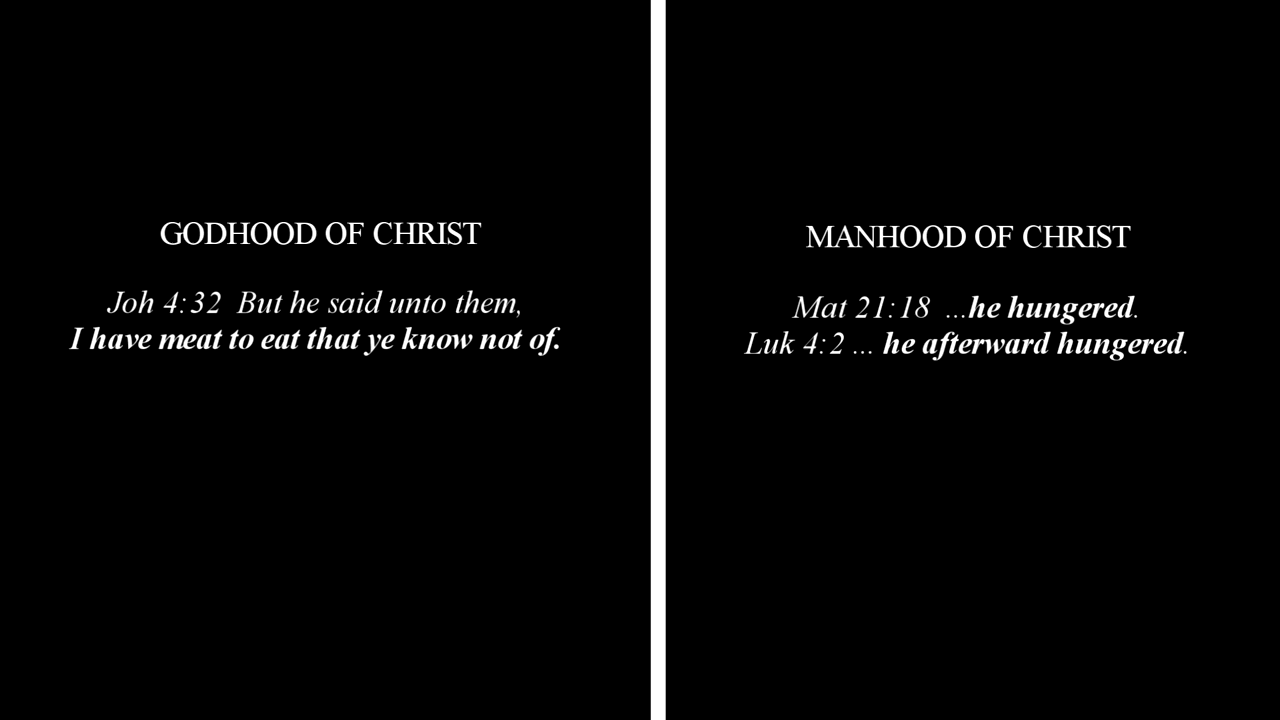 GODHOOD OF CHRIST
Joh 4:32 But he said unto them,
I have meat to eat that ye know not of.
MANHOOD OF CHRIST
Mat 21:18 ...he hungered.
Luk 4:2 ... he afterward hungered.